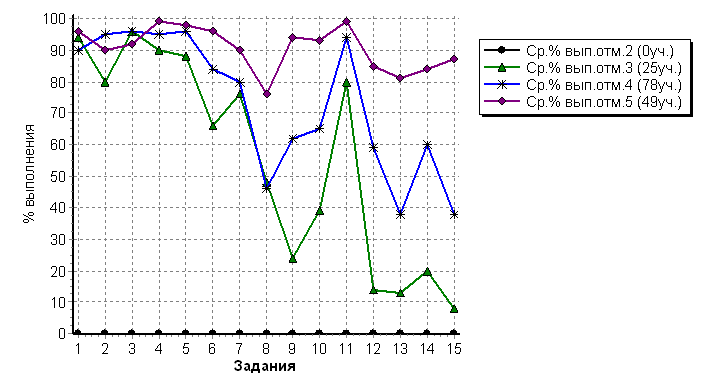 100
90
80
70
60
50
40
30
20
10
0
% выполнения
1 2 3 4 5 6 7 8 9 10 11 12 13 14 15
Задания
Ср.% вып.отм.2 (0уч.)
Ср.% вып.отм.3 (25уч.)
Ср.% вып.отм.4 (78уч.)
Ср.% вып.отм.5 (49уч.)